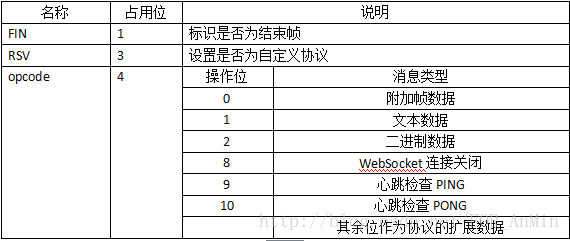 名称 占用位 说明
FIN 1 标识是否为结束帧
RSV 3 设置是否为自定义协议
opcode 4 操作位 消息类型
0 附加帧数据
1 文本数据
2 二进制数据
8 WebSocket 连接关闭
9 心跳检查 PING
10 心跳检查 PONG
其余位作为协议的扩展数据